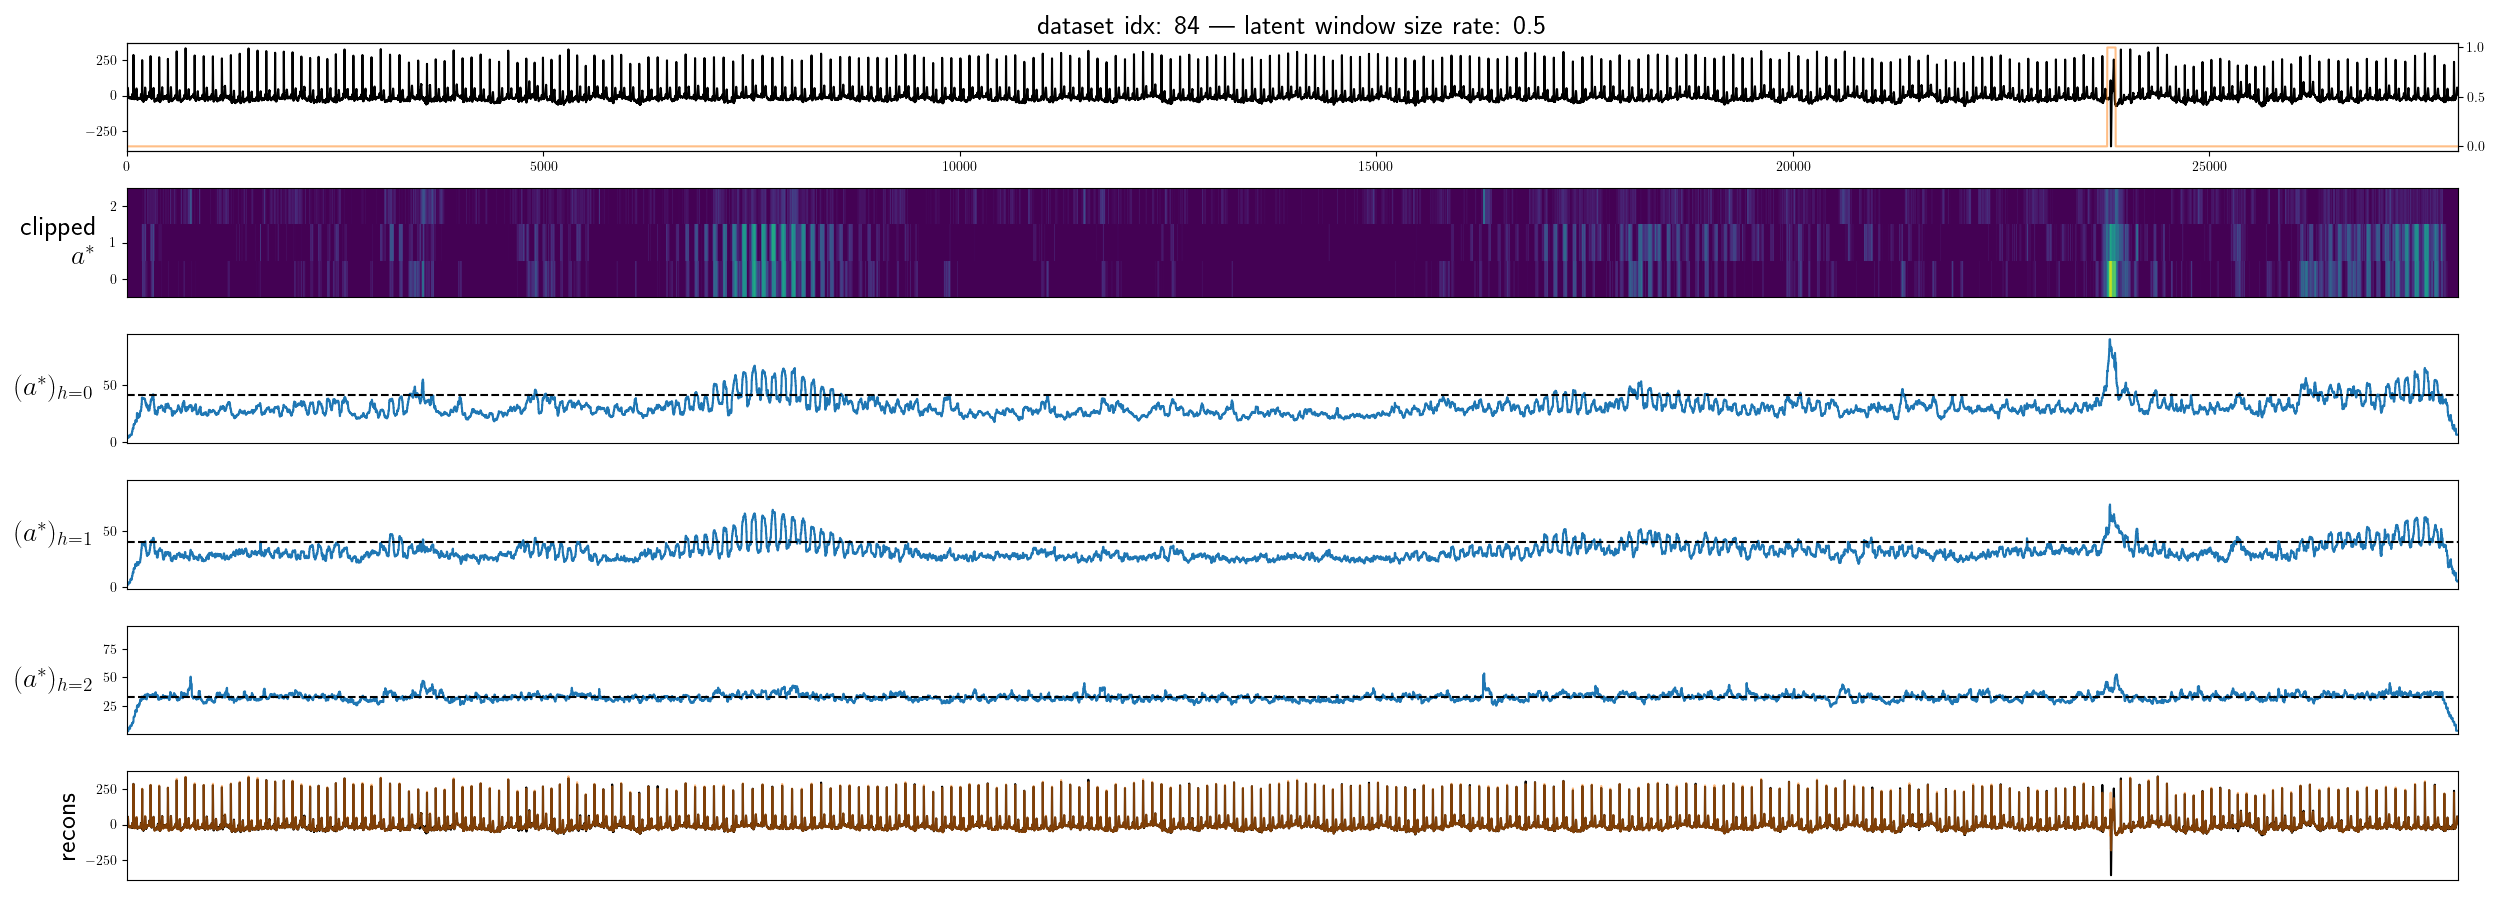 dataset idx: 84 — latent window size rate: 0.5
250
0
−250
1.0
0.5
0.0
0 5000 10000 15000 20000 25000
clipped
a*
2
1
0
(a*)h=0
50
0
(a*)h=1
50
0
(a*)h=2
75
50
25
recons
250
0
−250